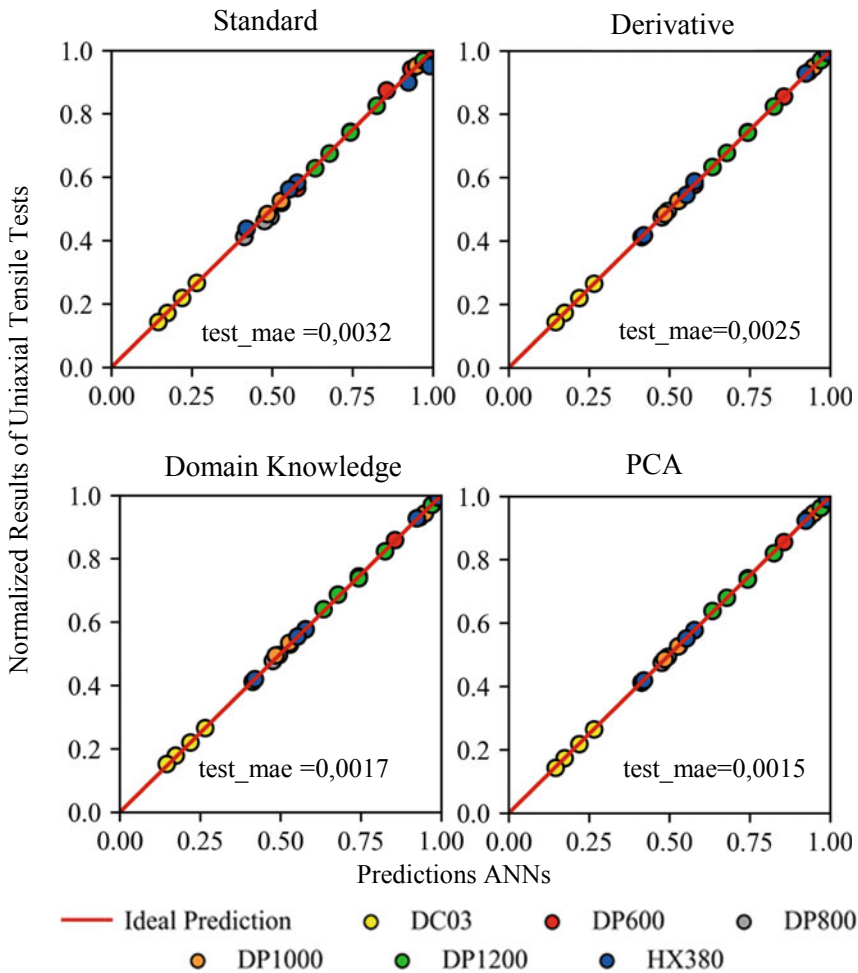 Standard
Derivative
Normalized Results of Uniaxial Tensile Tests
1.0
0.8
0.6
0.4
0.2
0.0
test_mae =0,0032
0.00 0.25 0.50 0.75 1.00
1.0
0.8
0.6
0.4
0.2
0.0
test_mae=0,0025
0.00 0.25 0.50 0.75 1.00
Domain Knowledge
PCA
1.0
0.8
0.6
0.4
0.2
0.0
test_mae =0,0017
0.00 0.25 0.50 0.75 1.00
1.0
0.8
0.6
0.4
0.2
0.0
test_mae=0,0015
0.00 0.25 0.50 0.75 1.00
Predictions ANNs
Ideal Prediction DC03 DP600 DP800
DP1000 DP1200 HX380